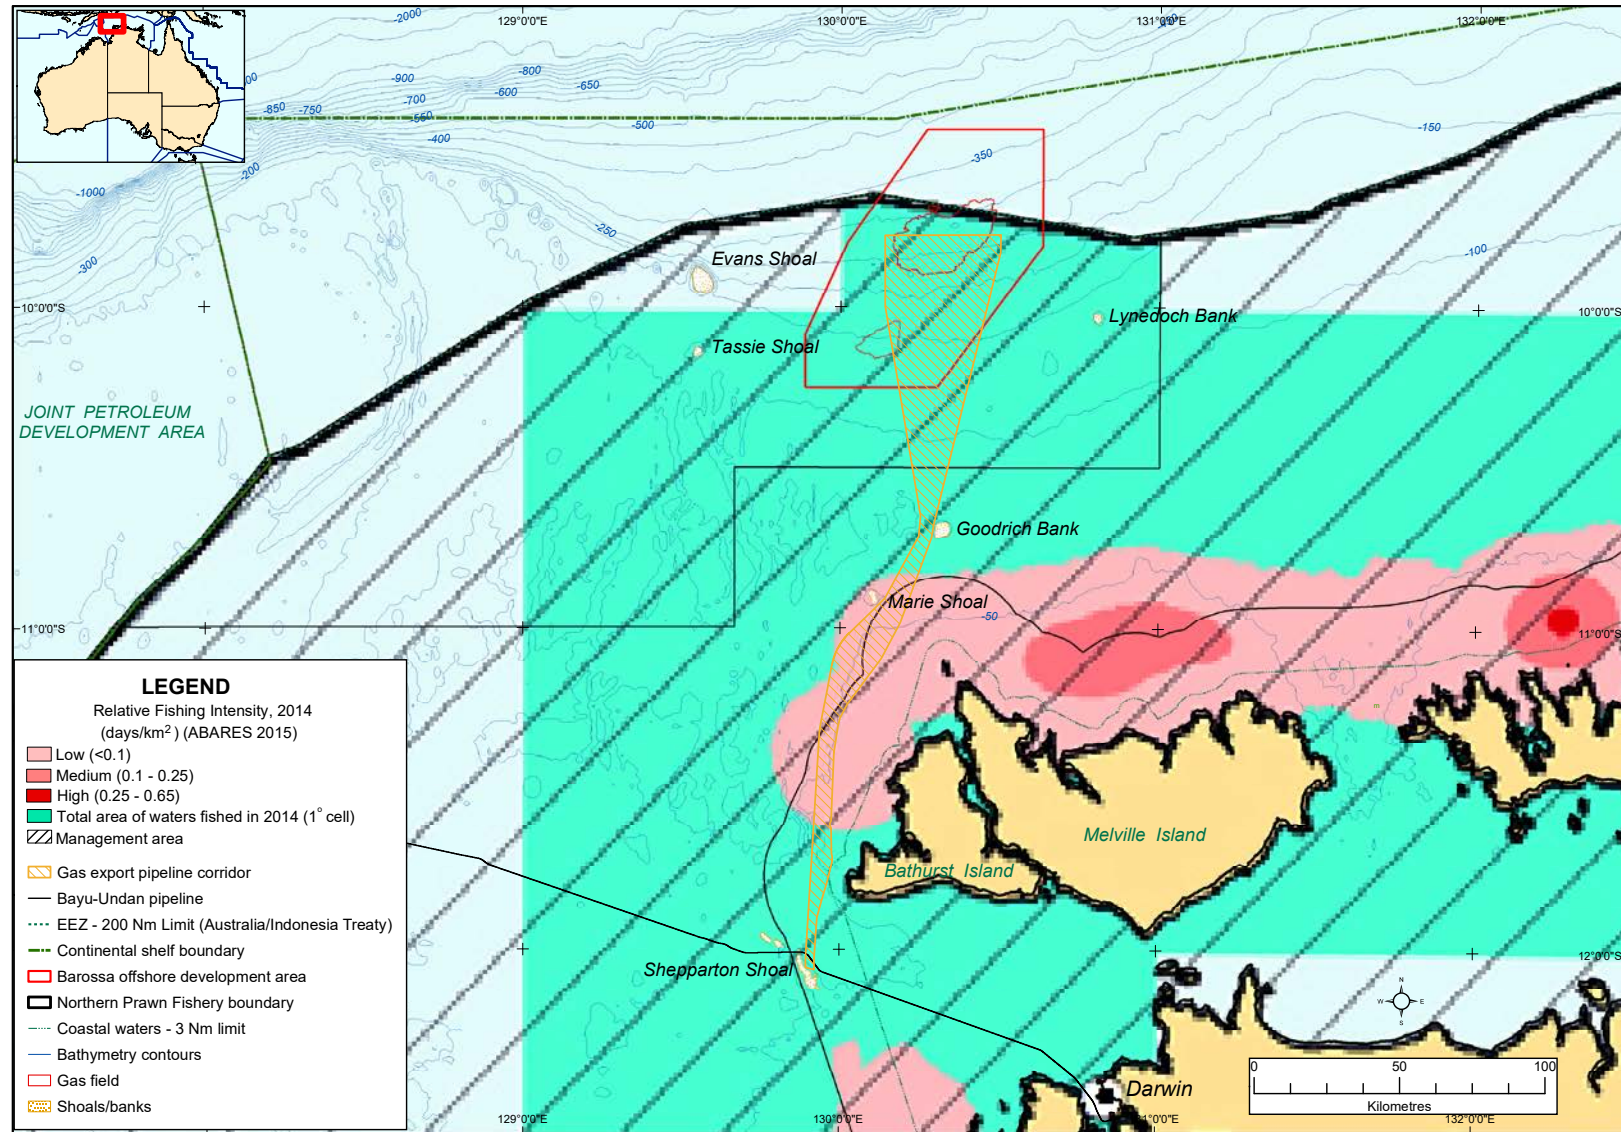 129°0'0"E
130°0'0"E
131°0'0"E
132°0'0"E
-2000
-50
-900
-800
-700
-600
-650
-850
-750
-550
-500
-400
-350
-150
-200
-1000
-250
-300
-100
Evans Shoal
10°0'0"S
Lynedoch Bank
10°0'0"S
Tassie Shoal
JOINT PETROLEUM
DEVELOPMENT AREA
Goodrich Bank
Marie Shoal
-50
11°0'0"S
11°0'0"S
LEGEND
Relative Fishing Intensity, 2014
(days/km²) (ABARES 2015)
Low (<0.1)
Medium (0.1 - 0.25)
High (0.25 - 0.65)
Total area of waters fished in 2014 (1° cell)
Management area
Gas export pipeline corridor
Bayu-Undan pipeline
EEZ - 200 Nm Limit (Australia/Indonesia Treaty)
Continental shelf boundary
Barossa offshore development area
Northern Prawn Fishery boundary
Coastal waters - 3 Nm limit
Bathymetry contours
Gas field
Shoals/banks
Melville Island
Bathurst Island
Shepparton Shoal
12°0'0"S
N
W
E
S
Darwin
0
50
100
Kilometres
129°0'0"E
130°0'0"E
131°0'0"E
132°0'0"E